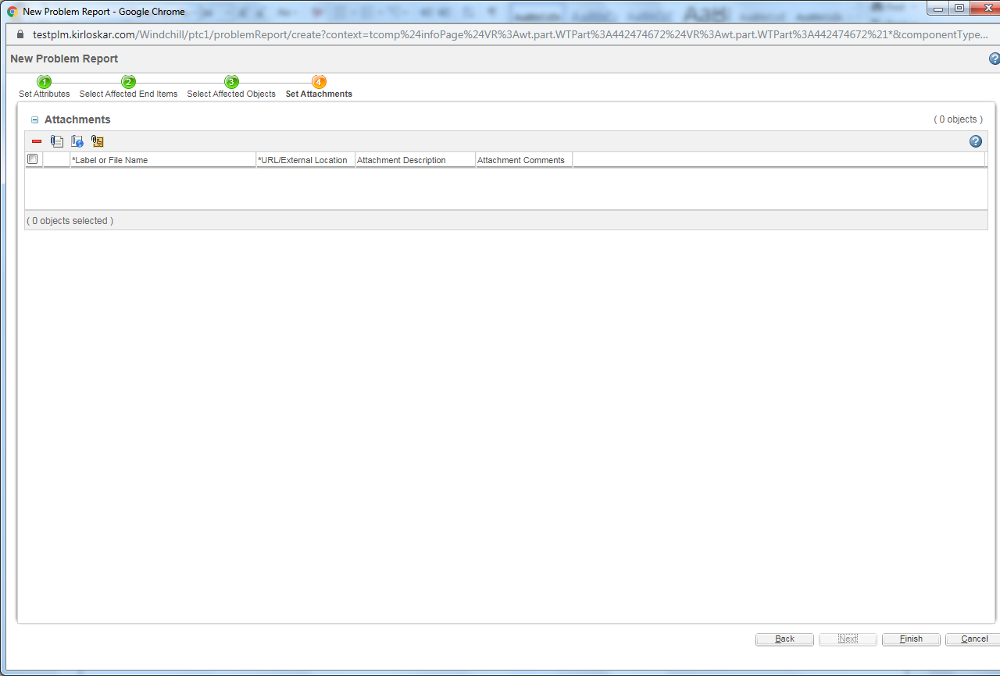 New Problem Report - Google Chrome
testplm.kirloskar.com/Windchill/ptc1/problemReport/create?context=tcomp%24infoPage%24VR%3Awt.part.WTPart%3A442474672%24VR%3Awt.part.WTPart%3A442474672%21*&componentType...
New Problem Report
1 2 3 4
Set Attributes Select Affected End Items Select Affected Objects Set Attachments
Attachments ( 0 objects )
*Label or File Name *URL/External Location Attachment Description Attachment Comments
( 0 objects selected )
Back Next Finish Cancel